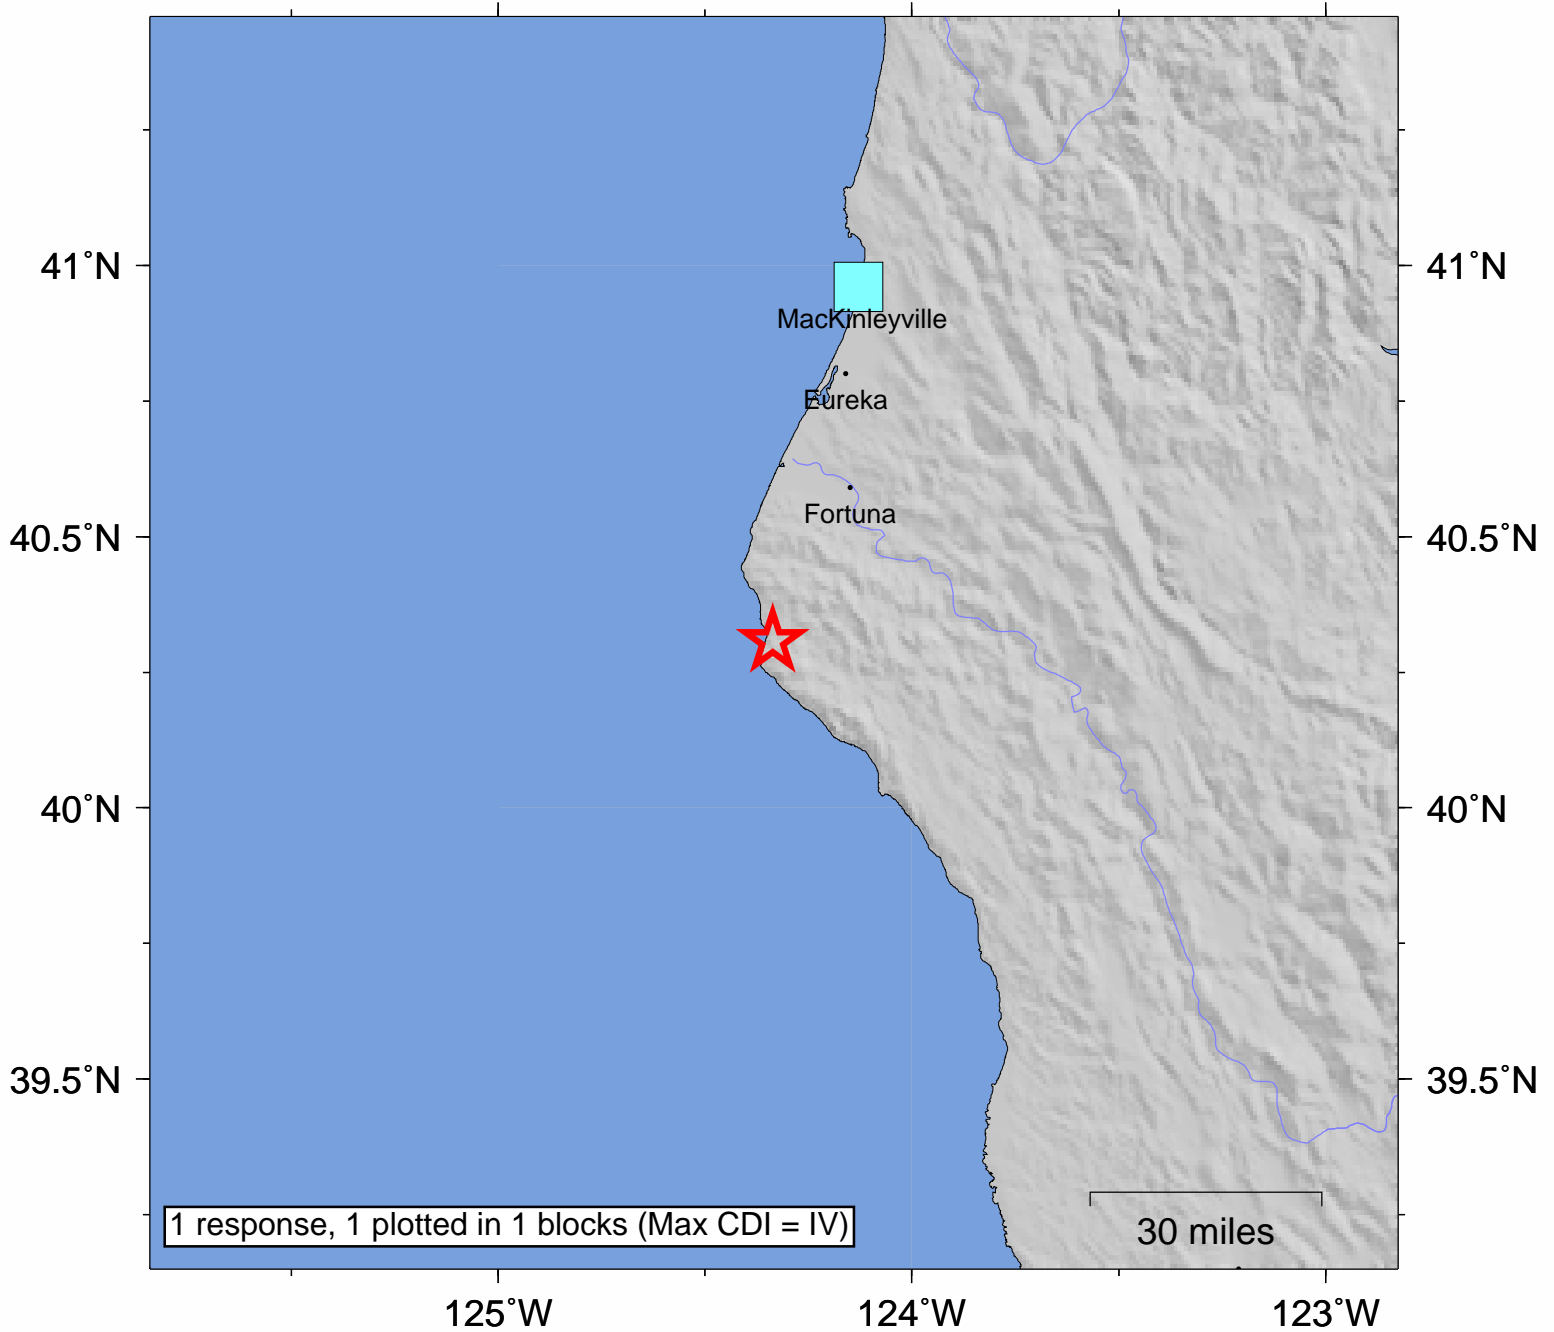 41˚N
41˚N
MacKinleyville
Eureka
Fortuna
40.5˚N
40.5˚N
40˚N
40˚N
39.5˚N
39.5˚N
1 response, 1 plotted in 1 blocks (Max CDI = IV)
30 miles
125˚W
124˚W
123˚W